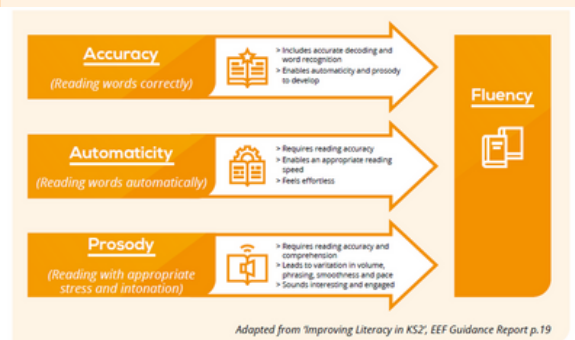 Accuracy
(Reading words correctly)
> Includes accurate decoding and
word recognition
> Enables automaticity and prosody
to develop
Automaticity
(Reading words automatically)
> Requires reading accuracy
> Enables an appropriate reading
speed
> Feels effortless
Prosody
(Reading with appropriate
stress and intonation)
> Requires reading accuracy and
comprehension
> Leads to varitation in volume,
phrasing, smoothness and pace
> Sounds interesting and engaged
Fluency
Adapted from 'Improving Literacy in KS2', EEF Guidance Report p.19